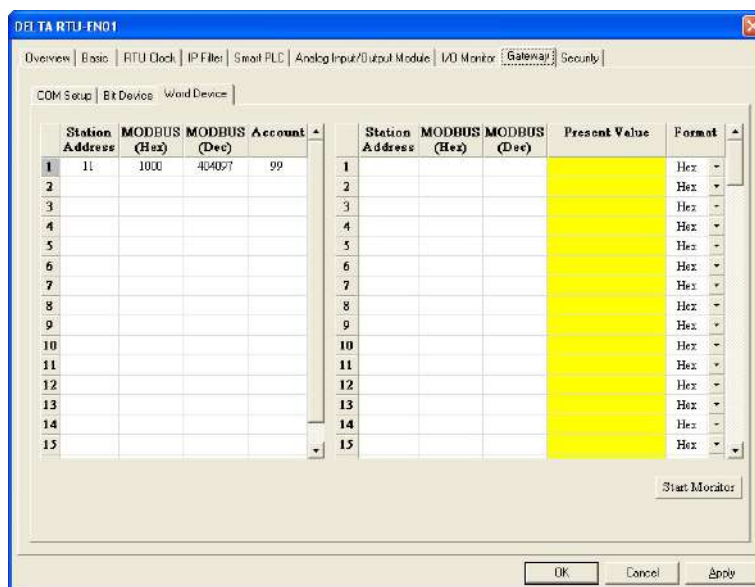 DELTA RTU-EN01
Overview Basic RTU Clock IP Filter Smart PLC Analog Input/Output Module I/O Monitor Gateway Security
COM Setup Bit Device Word Device
Station Address MODBUS (Hex) MODBUS (Dec) Account Station Address MODBUS (Hex) MODBUS (Dec) Present Value Format
1 11 1000 404097 99 1 Hex
2 2 Hex
3 3 Hex
4 4 Hex
5 5 Hex
6 6 Hex
7 7 Hex
8 8 Hex
9 9 Hex
10 10 Hex
11 11 Hex
12 12 Hex
13 13 Hex
14 14 Hex
15 15 Hex
Start Monitor
OK Cancel Apply